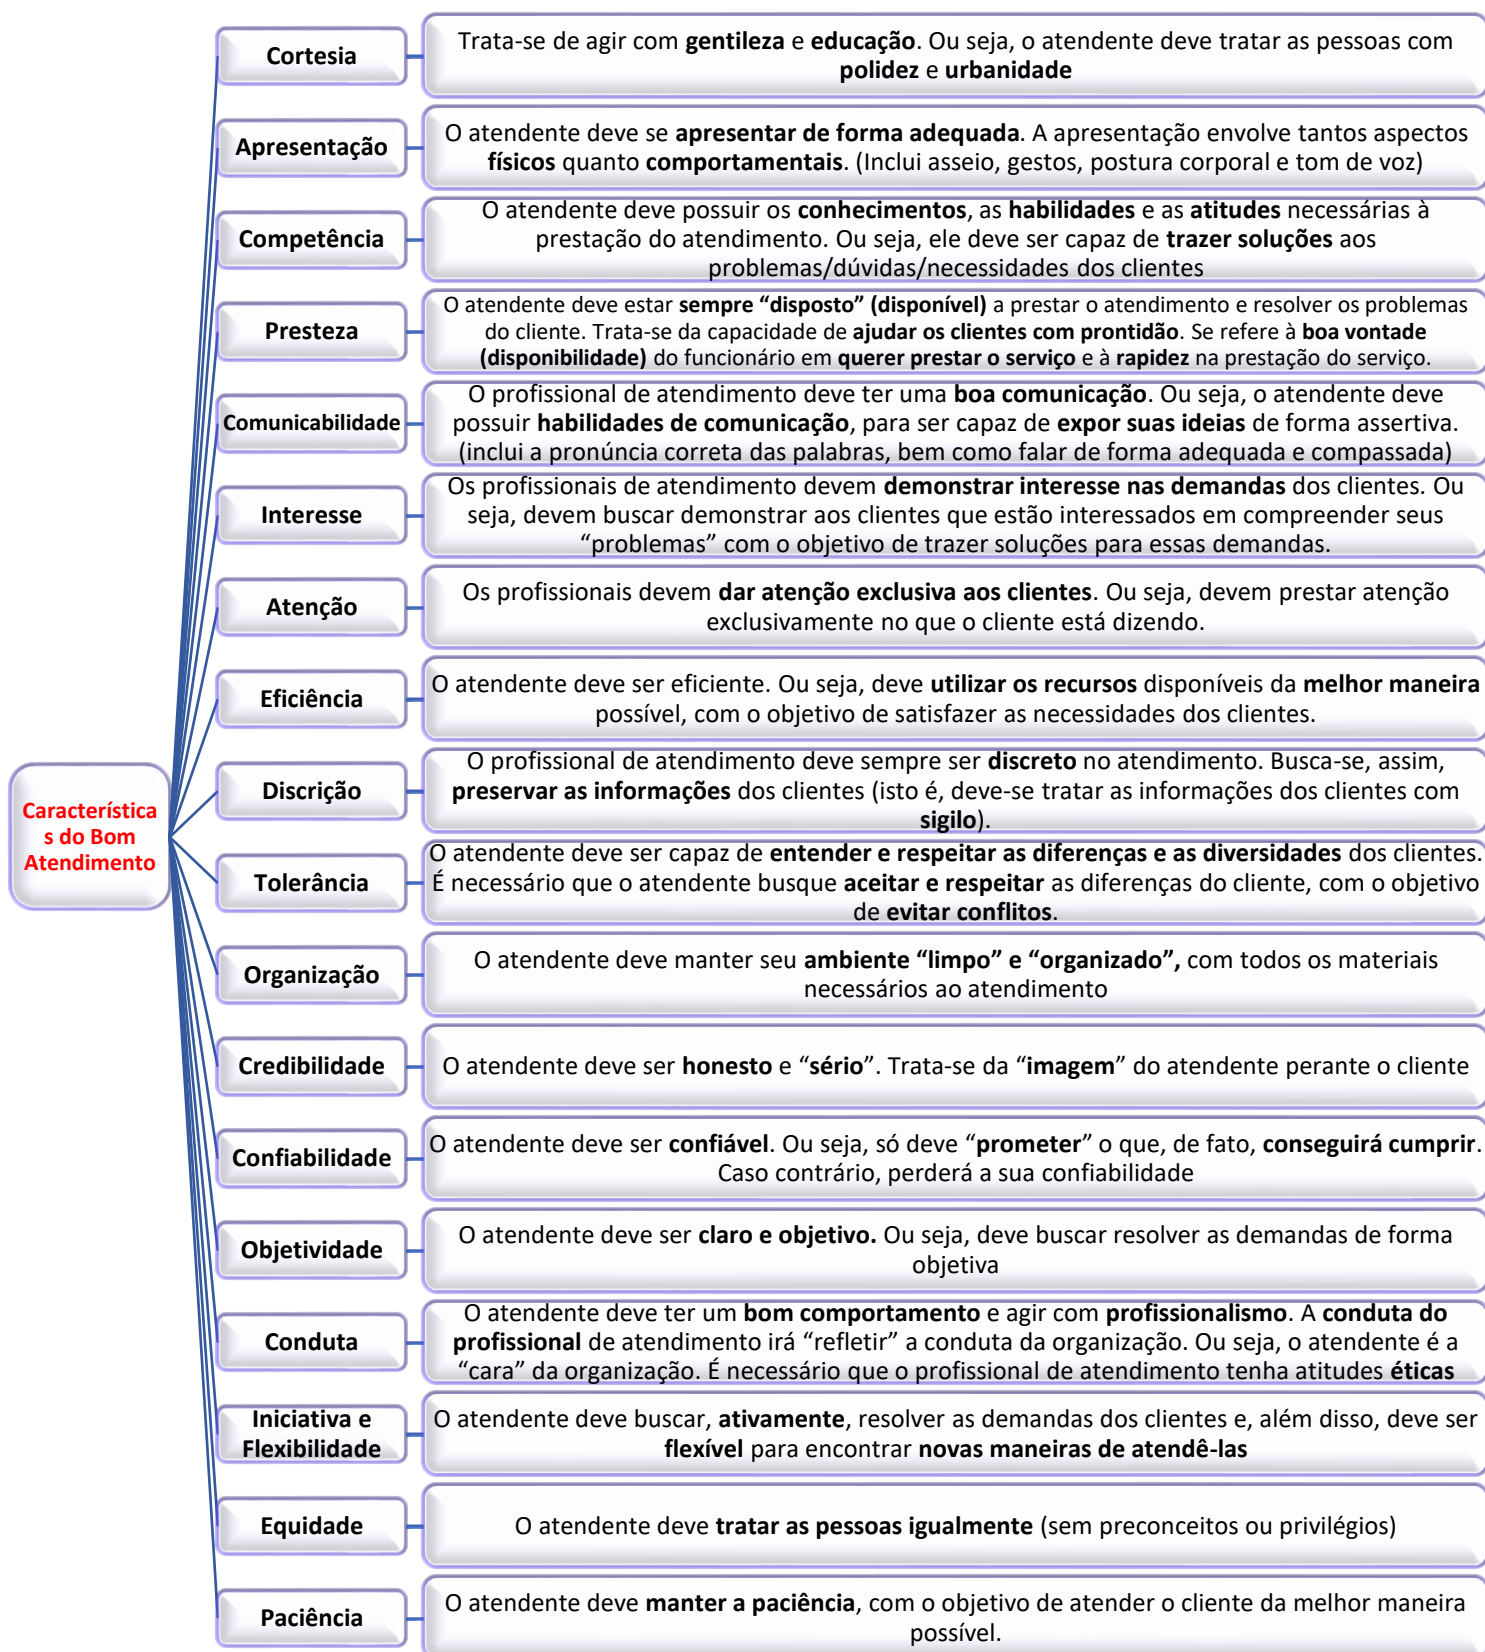 Cortesia
Trata-se de agir com gentileza e educação. Ou seja, o atendente deve tratar as pessoas com
polidez e urbanidade
Apresentação
O atendente deve se apresentar de forma adequada. A apresentação envolve tantos aspectos
físicos quanto comportamentais. (Inclui asseio, gestos, postura corporal e tom de voz)
Competência
O atendente deve possuir os conhecimentos, as habilidades e as atitudes necessárias à
prestação do atendimento. Ou seja, ele deve ser capaz de trazer soluções aos
problemas/dúvidas/necessidades dos clientes
Presteza
O atendente deve estar sempre “disposto” (disponível) a prestar o atendimento e resolver os problemas
do cliente. Trata-se da capacidade de ajudar os clientes com prontidão. Se refere à boa vontade
(disponibilidade) do funcionário em querer prestar o serviço e à rapidez na prestação do serviço.
Comunicabilidade
O profissional de atendimento deve ter uma boa comunicação. Ou seja, o atendente deve
possuir habilidades de comunicação, para ser capaz de expor suas ideias de forma assertiva.
(inclui a pronúncia correta das palavras, bem como falar de forma adequada e compassada)
Interesse
Os profissionais de atendimento devem demonstrar interesse nas demandas dos clientes. Ou
seja, devem buscar demonstrar aos clientes que estão interessados em compreender seus
“problemas” com o objetivo de trazer soluções para essas demandas.
Atenção
Os profissionais devem dar atenção exclusiva aos clientes. Ou seja, devem prestar atenção
exclusivamente no que o cliente está dizendo.
Eficiência
O atendente deve ser eficiente. Ou seja, deve utilizar os recursos disponíveis da melhor maneira
possível, com o objetivo de satisfazer as necessidades dos clientes.
Discrição
O profissional de atendimento deve sempre ser discreto no atendimento. Busca-se, assim,
preservar as informações dos clientes (isto é, deve-se tratar as informações dos clientes com
sigilo).
Característica
s do Bom
Atendimento
Tolerância
O atendente deve ser capaz de entender e respeitar as diferenças e as diversidades dos clientes.
É necessário que o atendente busque aceitar e respeitar as diferenças do cliente, com o objetivo
de evitar conflitos.
Organização
O atendente deve manter seu ambiente “limpo” e “organizado”, com todos os materiais
necessários ao atendimento
Credibilidade
O atendente deve ser honesto e “sério”. Trata-se da “imagem” do atendente perante o cliente
Confiabilidade
O atendente deve ser confiável. Ou seja, só deve “prometer” o que, de fato, conseguirá cumprir.
Caso contrário, perderá a sua confiabilidade
Objetividade
O atendente deve ser claro e objetivo. Ou seja, deve buscar resolver as demandas de forma
objetiva
Conduta
O atendente deve ter um bom comportamento e agir com profissionalismo. A conduta do
profissional de atendimento irá “refletir” a conduta da organização. Ou seja, o atendente é a
“cara” da organização. É necessário que o profissional de atendimento tenha atitudes éticas
Iniciativa e
Flexibilidade
O atendente deve buscar, ativamente, resolver as demandas dos clientes e, além disso, deve ser
flexível para encontrar novas maneiras de atendê-las
Equidade
O atendente deve tratar as pessoas igualmente (sem preconceitos ou privilégios)
Paciência
O atendente deve manter a paciência, com o objetivo de atender o cliente da melhor maneira
possível.